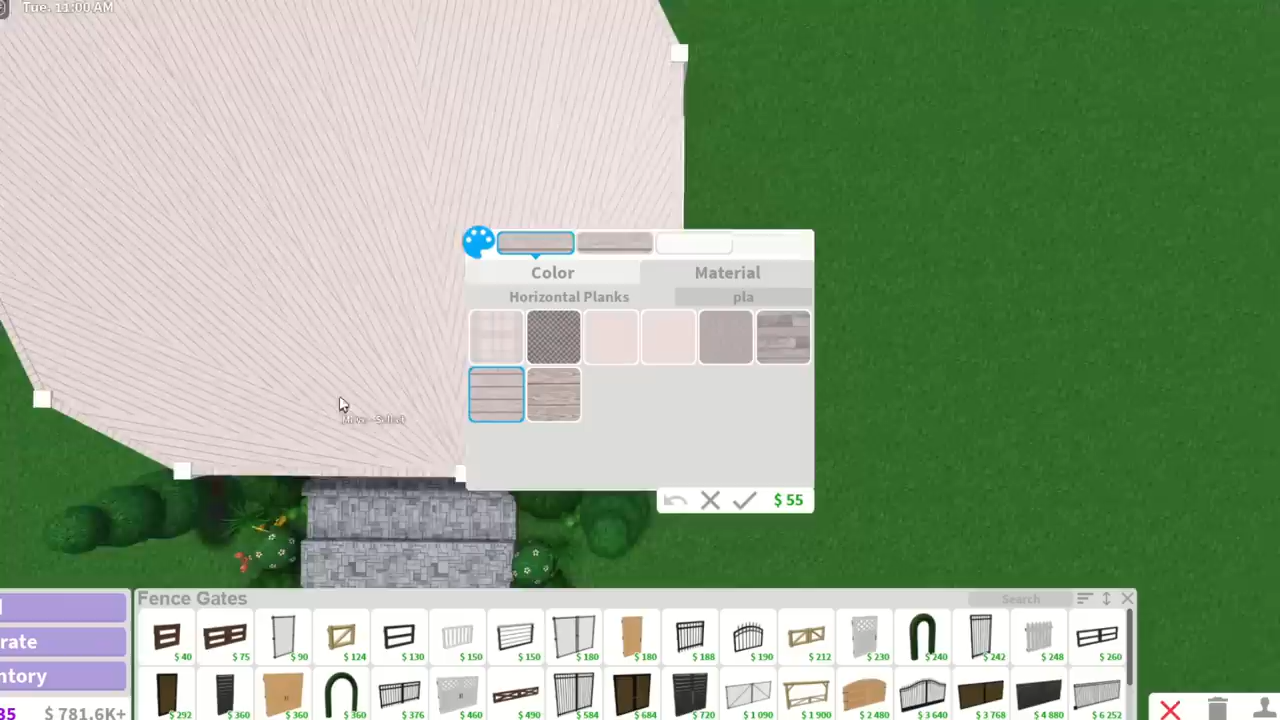 Tue. 11:00 AM
Color
Material
Horizontal Planks
pla
Move - Select
$ 55
Fence Gates
Search
$ 40
$ 75
$ 90
$ 124
$ 130
$ 150
$ 150
$ 180
$ 180
$ 188
$ 190
$ 212
$ 230
$ 240
$ 242
$ 248
$ 260
rate
ntory
$ 292
$ 360
$ 360
$ 360
$ 376
$ 460
$ 490
$ 584
$ 684
$ 720
$ 1 090
$ 1 900
$ 2 480
$ 3 640
$ 3 768
$ 4 880
$ 6 252
35
$ 781.6K+